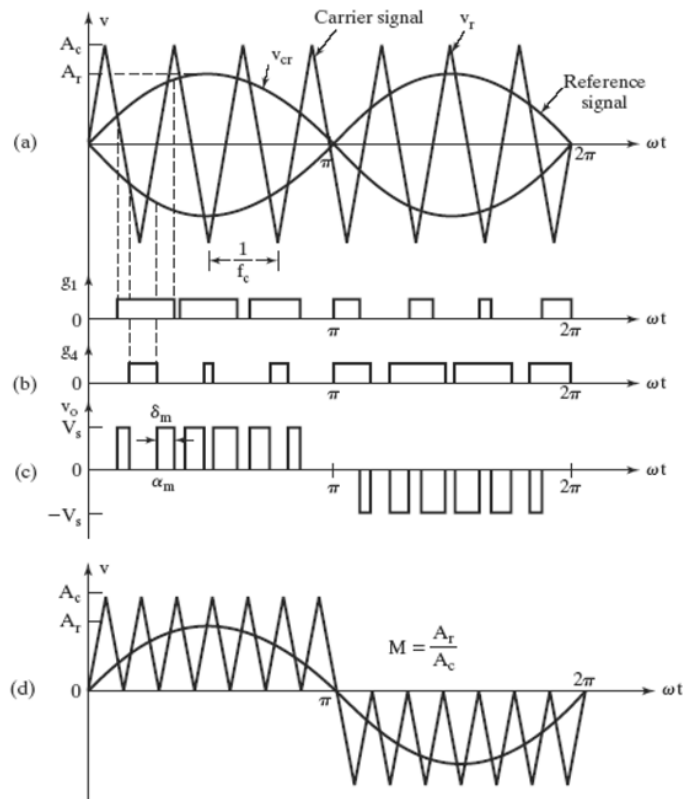 v
Carrier signal
v_r
A_c
A_r
v_cr
Reference signal
(a)
π
2π
ωt
1/f_c
g_1
0
π
2π
ωt
g_4
(b)
0
π
2π
ωt
v_o
V_s
δ_m
(c)
0
α_m
π
2π
ωt
−V_s
v
A_c
A_r
M = A_r/A_c
(d)
0
π
2π
ωt